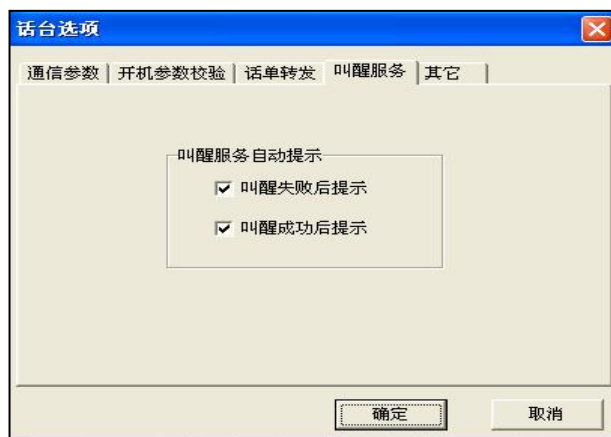 话台选项
通信参数 开机参数校验 话单转发 叫醒服务 其它
叫醒服务自动提示
叫醒失败后提示
叫醒成功后提示
确定 取消